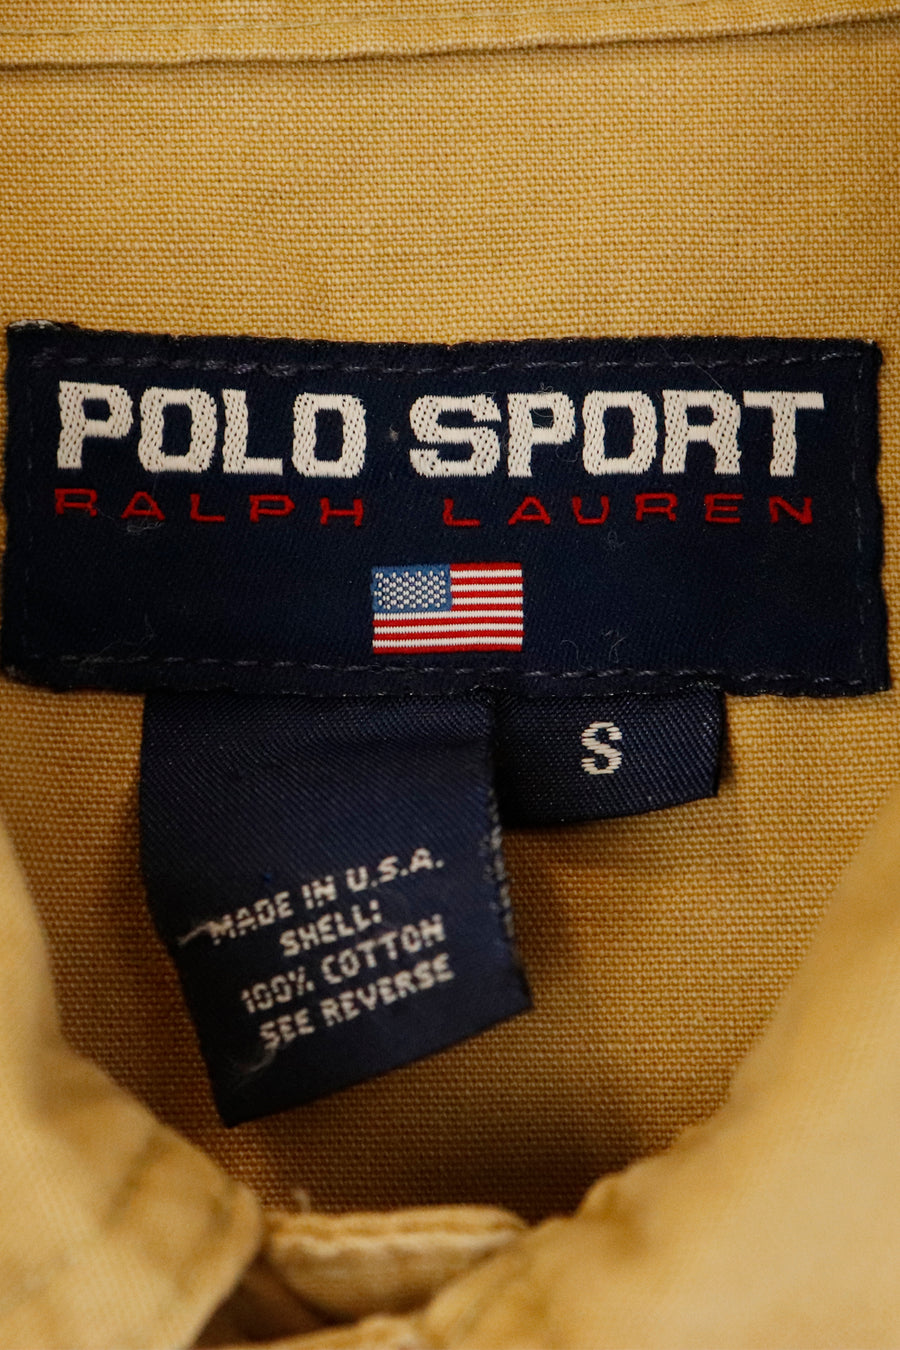 POLO SPORT
RALPH LAUREN
S
MADE IN U.S.A.
SHELL:
100% COTTON
SEE REVERSE